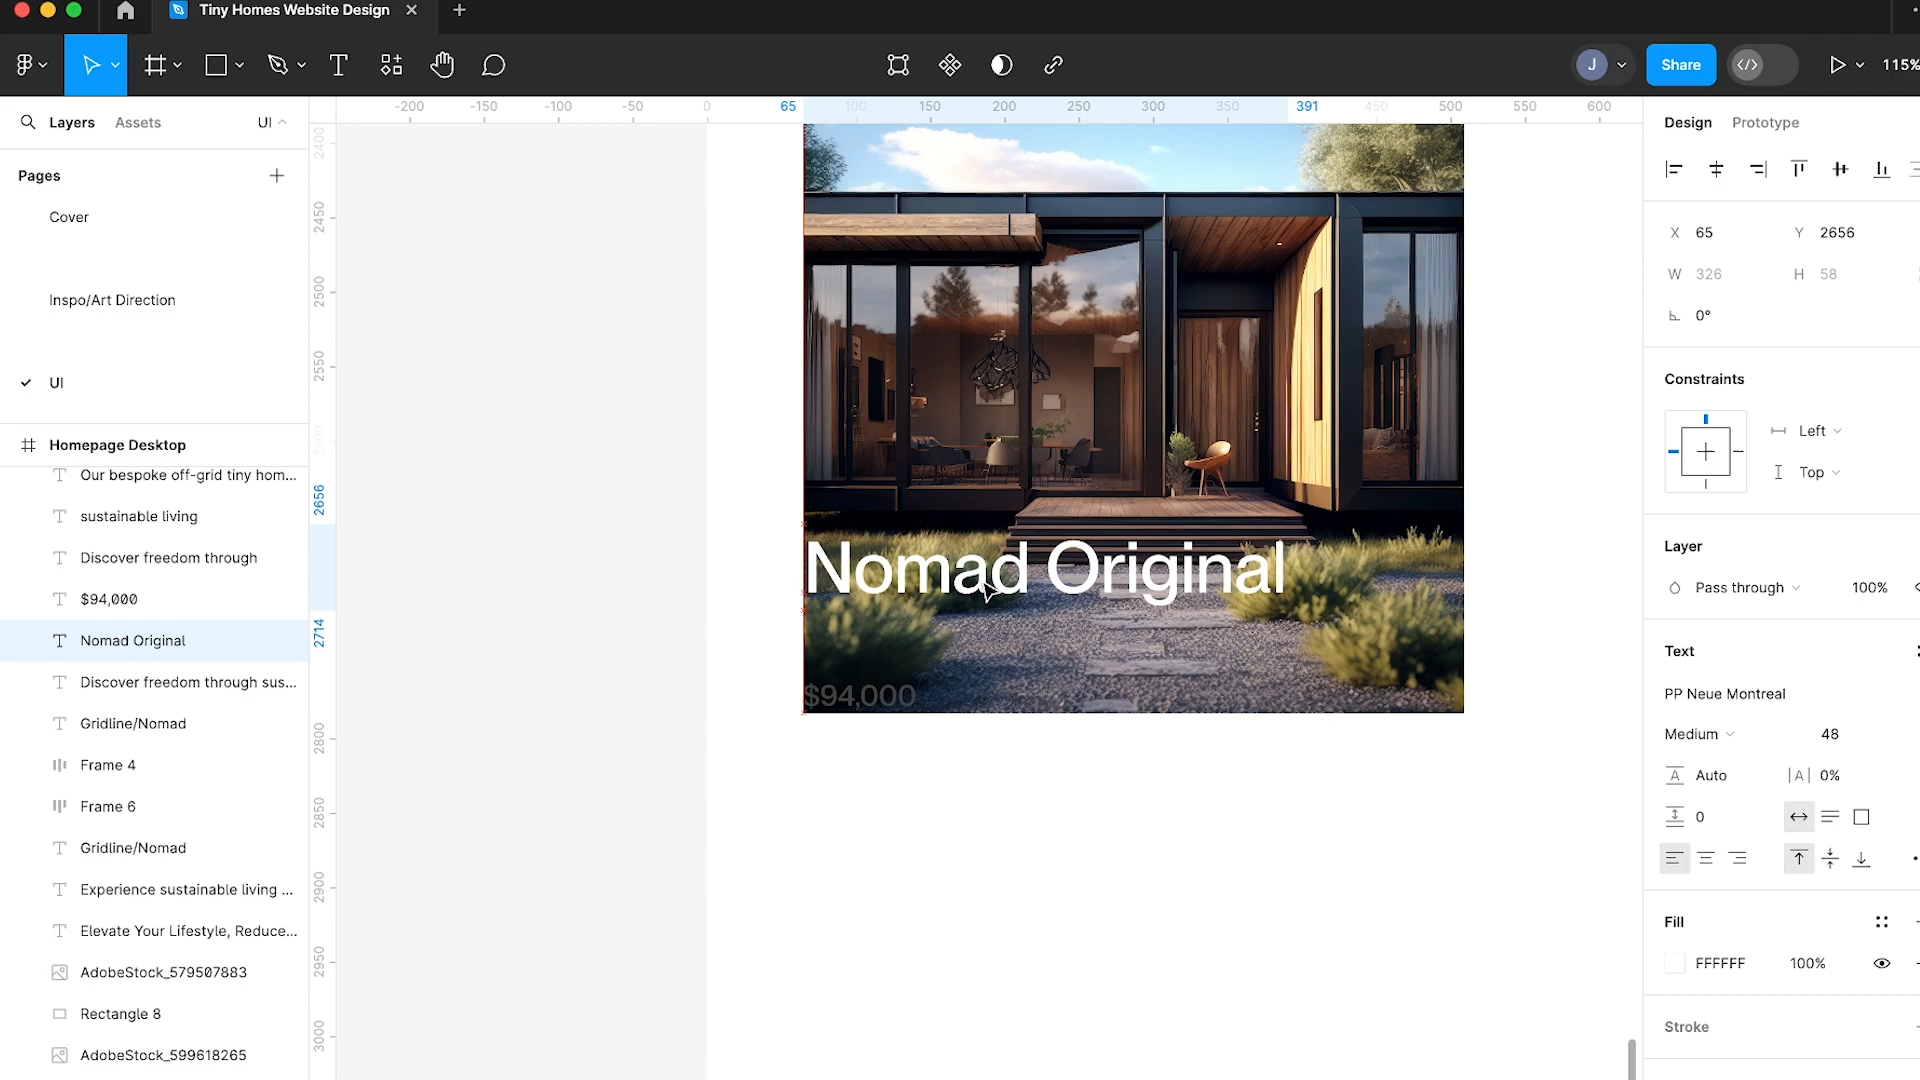 Tiny Homes Website Design
J
Share
115%
Layers
Assets
UI
Pages
Cover
Inspo/Art Direction
UI
Homepage Desktop
Our bespoke off-grid tiny hom...
sustainable living
Discover freedom through
$94,000
Nomad Original
Discover freedom through sus...
Gridline/Nomad
Frame 4
Frame 6
Gridline/Nomad
Experience sustainable living ...
Elevate Your Lifestyle, Reduce...
AdobeStock_579507883
Rectangle 8
AdobeStock_599618265
-200 -150 -100 -50 0 65 100 150 200 250 300 350 391 450 500 550 600
2400
2450
2500
2550
2600
2656
2714
2800
2850
2900
2950
3000
Nomad Original
$94,000
Design
Prototype
X 65 Y 2656
W 326 H 58
0°
Constraints
Left
Top
Layer
Pass through 100%
Text
PP Neue Montreal
Medium 48
A Auto |A| 0%
0
Fill
FFFFFF 100%
Stroke